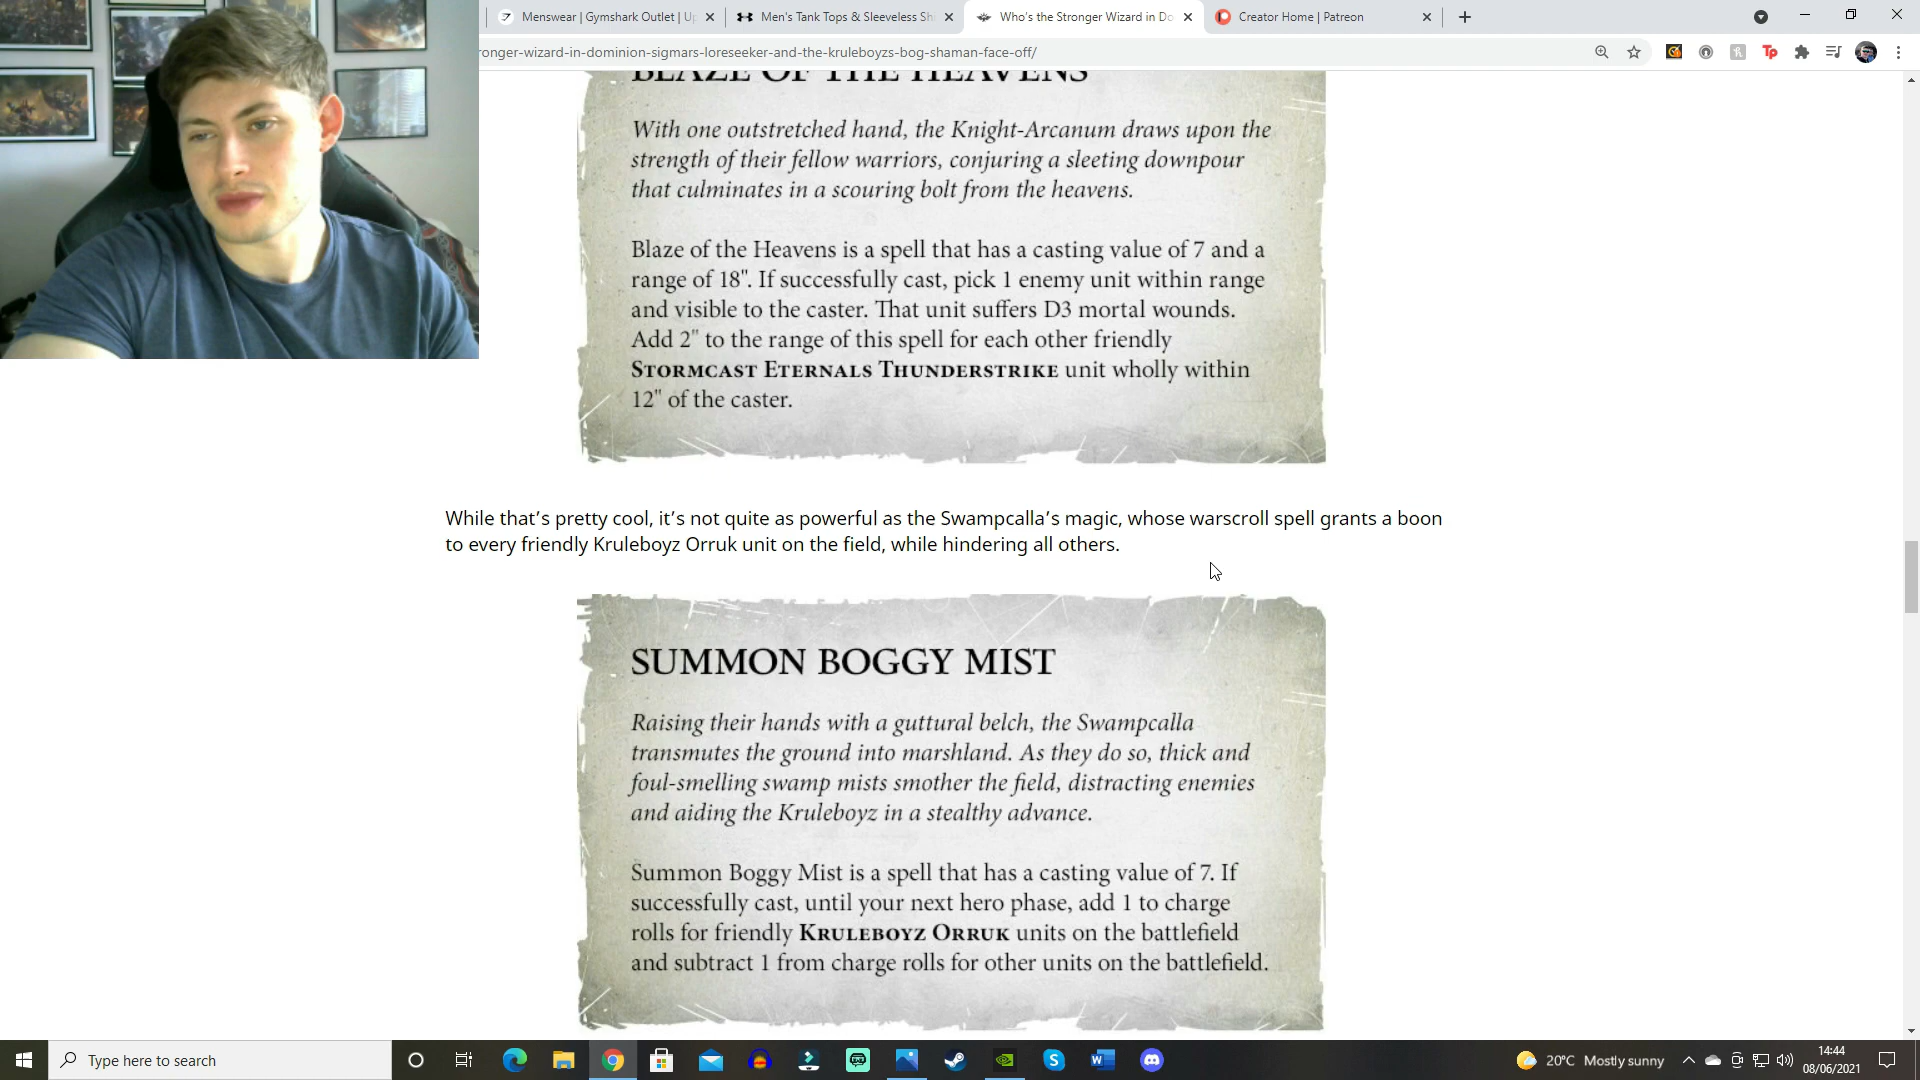 Menswear | Gymshark Outlet | Up
Men's Tank Tops & Sleeveless Sh
Who's the Stronger Wizard in Do
Creator Home | Patreon
ronger-wizard-in-dominion-sigmars-loreseeker-and-the-kruleboyzs-bog-shaman-face-off/
BLAZE OF THE HEAVENS
With one outstretched hand, the Knight-Arcanum draws upon the
strength of their fellow warriors, conjuring a sleeting downpour
that culminates in a scouring bolt from the heavens.
Blaze of the Heavens is a spell that has a casting value of 7 and a
range of 18". If successfully cast, pick 1 enemy unit within range
and visible to the caster. That unit suffers D3 mortal wounds.
Add 2" to the range of this spell for each other friendly
STORMCAST ETERNALS THUNDERSTRIKE unit wholly within
12" of the caster.
While that's pretty cool, it's not quite as powerful as the Swampcalla's magic, whose warscroll spell grants a boon
to every friendly Kruleboyz Orruk unit on the field, while hindering all others.
SUMMON BOGGY MIST
Raising their hands with a guttural belch, the Swampcalla
transmutes the ground into marshland. As they do so, thick and
foul-smelling swamp mists smother the field, distracting enemies
and aiding the Kruleboyz in a stealthy advance.
Summon Boggy Mist is a spell that has a casting value of 7. If
successfully cast, until your next hero phase, add 1 to charge
rolls for friendly KRULEBOYZ ORRUK units on the battlefield
and subtract 1 from charge rolls for other units on the battlefield.
Type here to search
20°C Mostly sunny
14:44
08/06/2021